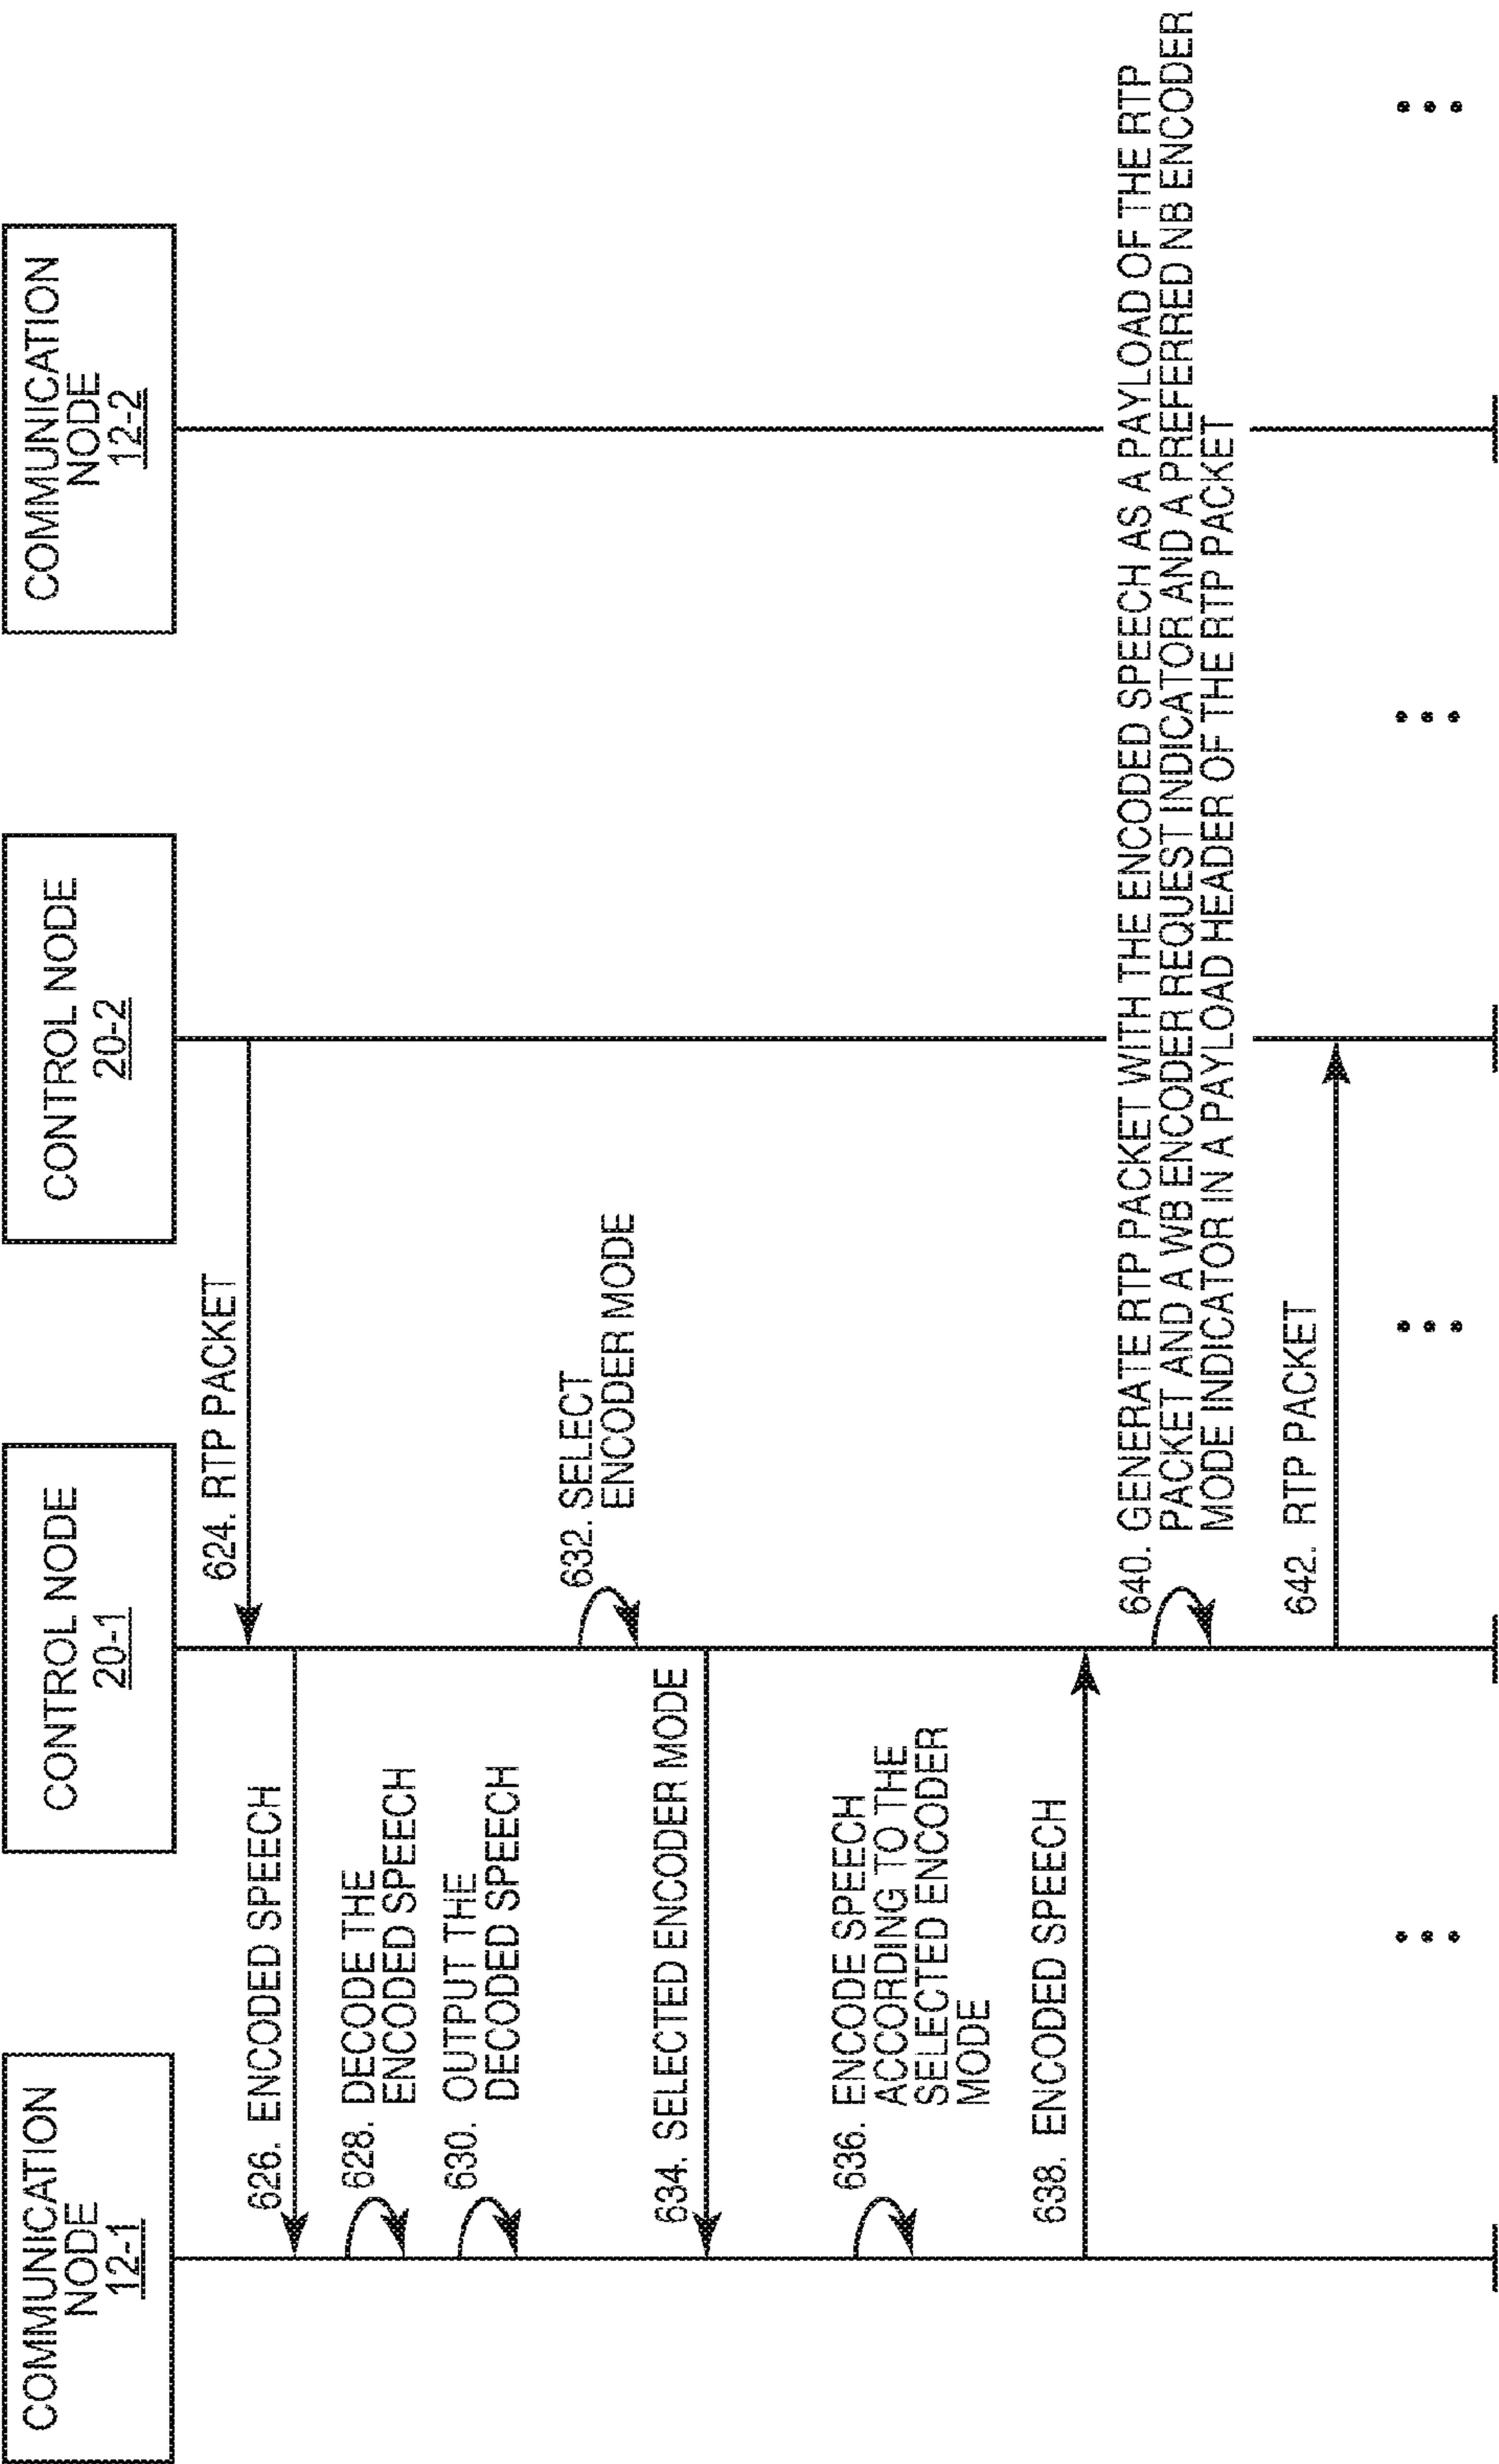 COMMUNICATION
NODE
12-1
CONTROL NODE
20-1
CONTROL NODE
20-2
COMMUNICATION
NODE
12-2
624. RTP PACKET
626. ENCODED SPEECH
628. DECODE THE
ENCODED SPEECH
630. OUTPUT THE
DECODED SPEECH
632. SELECT
ENCODER MODE
634. SELECTED ENCODER MODE
636. ENCODE SPEECH
ACCORDING TO THE
SELECTED ENCODER
MODE
638. ENCODED SPEECH
640. GENERATE RTP PACKET WITH THE ENCODED SPEECH AS A PAYLOAD OF THE RTP
PACKET AND A WB ENCODER REQUEST INDICATOR AND A PREFERRED NB ENCODER
MODE INDICATOR IN A PAYLOAD HEADER OF THE RTP PACKET
642. RTP PACKET